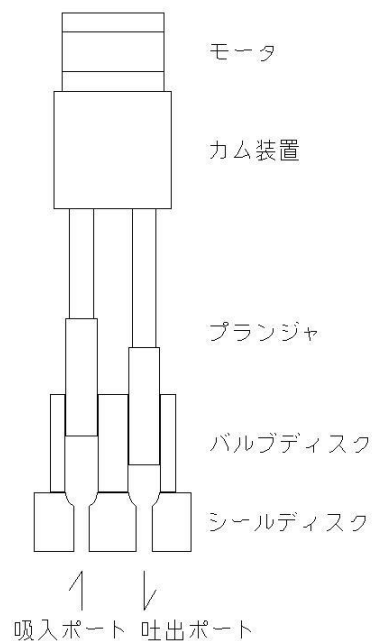 モータ
カム装置
プランジャ
バルブディスク
シールディスク
吸入ポート 吐出ポート